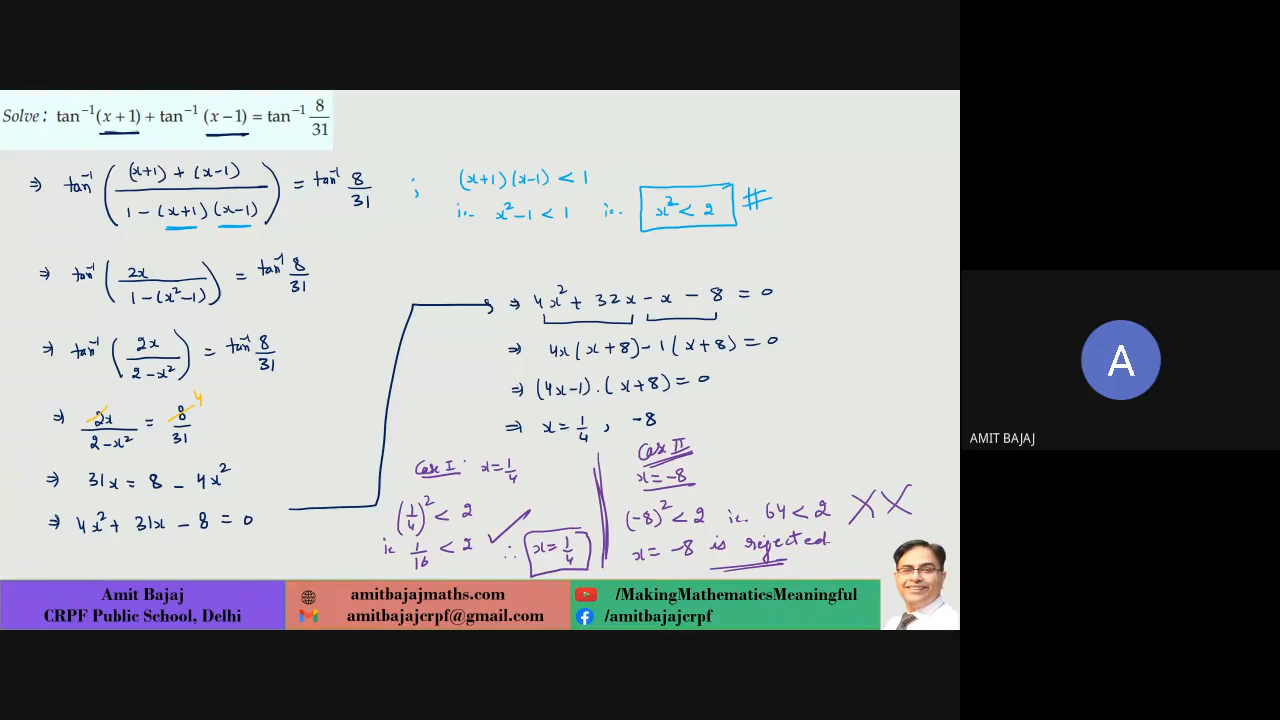 Solve : tan⁻¹(x + 1) + tan⁻¹ (x − 1) = tan⁻¹ 8/31
⇒ tan⁻¹ ( ((x+1) + (x−1)) / (1 − (x+1) (x−1)) ) = tan⁻¹ 8/31 ; (x+1) (x−1) < 1
ie. x² − 1 < 1 ie. x² < 2 #
⇒ tan⁻¹ ( 2x / (1 − (x² − 1)) ) = tan⁻¹ 8/31
⇒ tan⁻¹ ( 2x / (2 − x²) ) = tan⁻¹ 8/31
⇒ 2x / (2 − x²) = 8/31 4
⇒ 31x = 8 − 4x²
⇒ 4x² + 31x − 8 = 0
⇒ 4x² + 32x − x − 8 = 0
⇒ 4x (x + 8) − 1 (x + 8) = 0
⇒ (4x−1) . (x + 8) = 0
⇒ x = 1/4 , −8
Case I : x = 1/4
(1/4)² < 2
ie 1/16 < 2 ✓ ∴ x = 1/4
Case II
x = −8
(−8)² < 2 ie. 64 < 2 X X
x = −8 is rejected
A
AMIT BAJAJ
Amit Bajaj
CRPF Public School, Delhi
amitbajajmaths.com
amitbajajcrpf@gmail.com
/MakingMathematicsMeaningful
/amitbajajcrpf